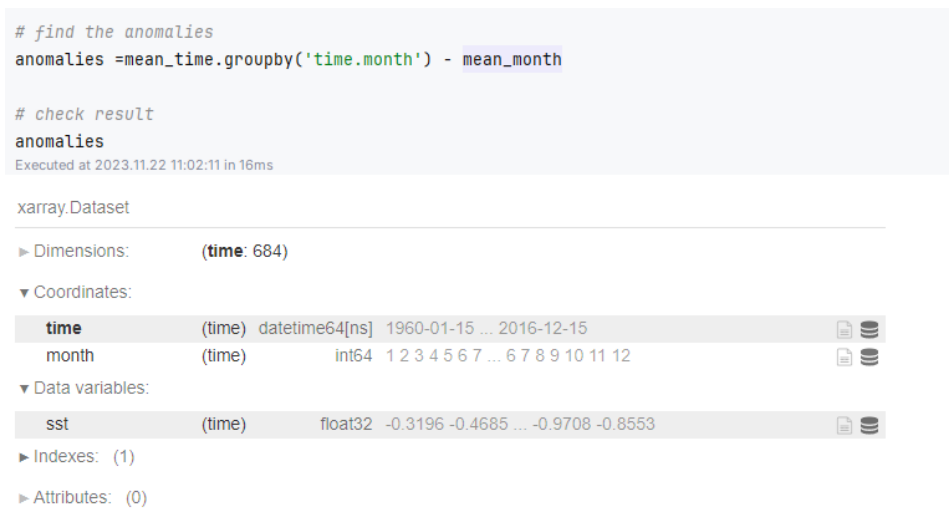 # find the anomalies
anomalies =mean_time.groupby('time.month') - mean_month
# check result
anomalies
Executed at 2023.11.22 11:02:11 in 16ms
xarray.Dataset
► Dimensions: (time: 684)
▼ Coordinates:
time (time) datetime64[ns] 1960-01-15 ... 2016-12-15
month (time) int64 1 2 3 4 5 6 7 ... 6 7 8 9 10 11 12
▼ Data variables:
sst (time) float32 -0.3196 -0.4685 ... -0.9708 -0.8553
► Indexes: (1)
► Attributes: (0)